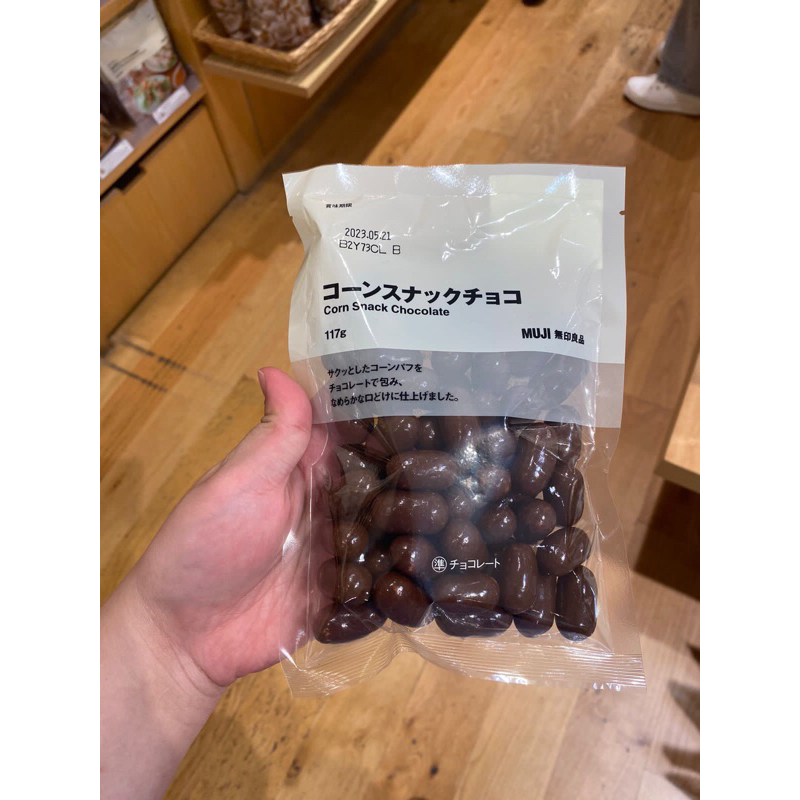 賞味期限
2023.05.21
B2Y73CL B
コーンスナックチョコ
Corn Snack Chocolate
117g
MUJI 無印良品
サクッとしたコーンパフを
チョコレートで包み、
なめらかな口どけに仕上げました。
準 チョコレート